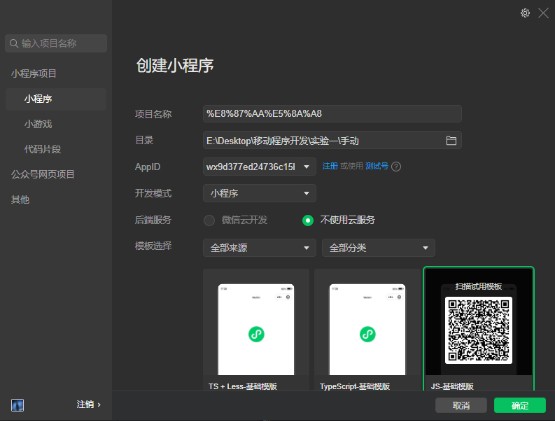 输入项目名称
小程序项目
小程序
小游戏
代码片段
公众号网页项目
其他
创建小程序
项目名称 %E8%87%AA%E5%8A%A8
目录 E:\Desktop\移动程序开发\实验一\手动
AppID wx9d377ed24736c15l 注册 或使用 测试号 ?
开发模式 小程序
后端服务 微信云开发 不使用云服务
模板选择 全部来源 全部分类
扫描试用模板
TS + Less-基础模版 TypeScript-基础模版 JS-基础模版
注销 ›
取消 确定